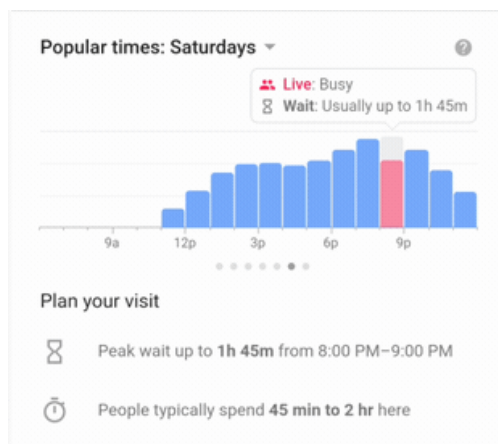 Popular times: Saturdays
Live: Busy
Wait: Usually up to 1h 45m
9a 12p 3p 6p 9p
Plan your visit
Peak wait up to 1h 45m from 8:00 PM–9:00 PM
People typically spend 45 min to 2 hr here